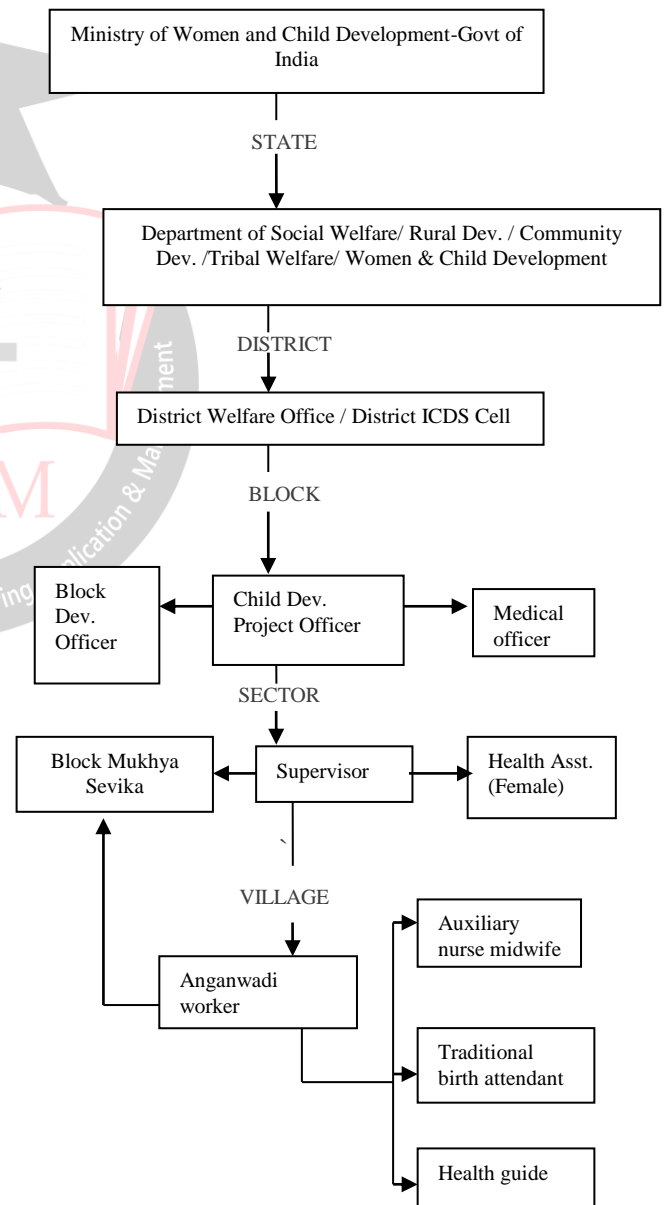 Ministry of Women and Child Development-Govt of
India
STATE
Department of Social Welfare/ Rural Dev. / Community
Dev. /Tribal Welfare/ Women & Child Development
DISTRICT
District Welfare Office / District ICDS Cell
BLOCK
Block
Dev.
Officer
Child Dev.
Project Officer
Medical
officer
SECTOR
Block Mukhya
Sevika
Supervisor
Health Asst.
(Female)
`
VILLAGE
Anganwadi
worker
Auxiliary
nurse midwife
Traditional
birth attendant
Health guide
M
&